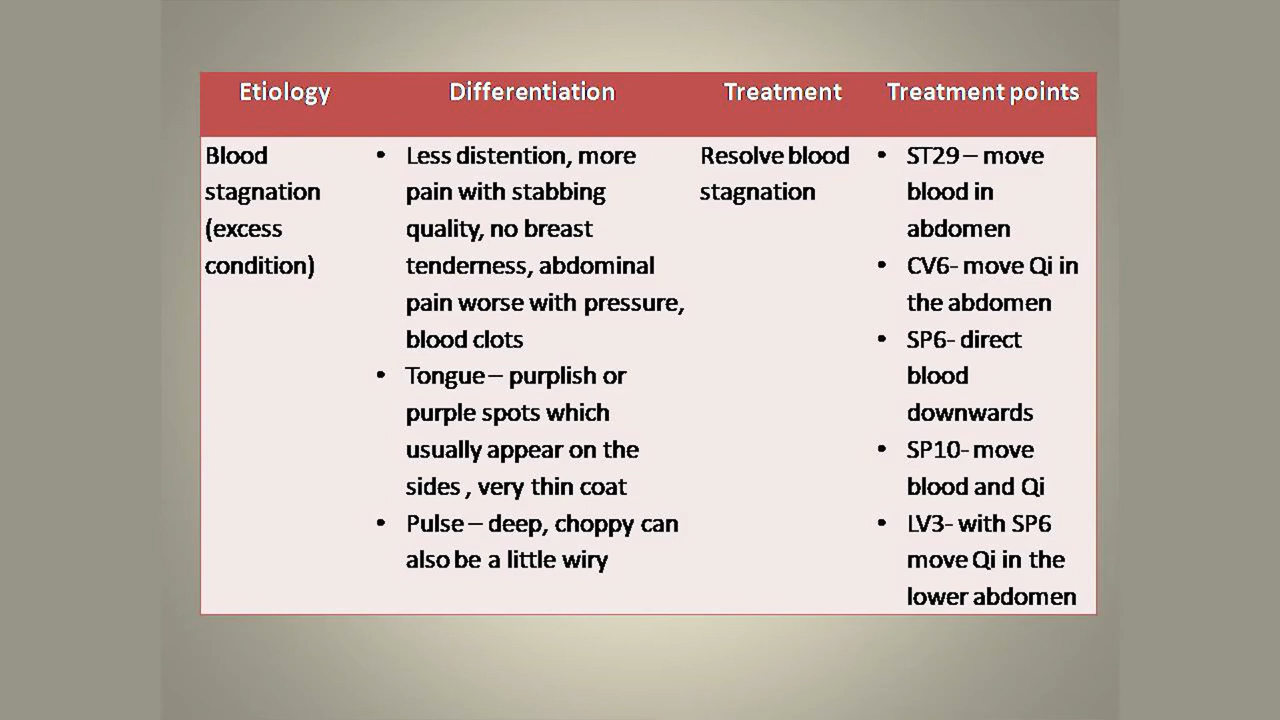 Etiology
Differentiation
Treatment
Treatment points
Blood
stagnation
(excess
condition)
• Less distention, more
pain with stabbing
quality, no breast
tenderness, abdominal
pain worse with pressure,
blood clots
• Tongue – purplish or
purple spots which
usually appear on the
sides , very thin coat
• Pulse – deep, choppy can
also be a little wiry
Resolve blood
stagnation
• ST29 – move
blood in
abdomen
• CV6- move Qi in
the abdomen
• SP6- direct
blood
downwards
• SP10- move
blood and Qi
• LV3- with SP6
move Qi in the
lower abdomen